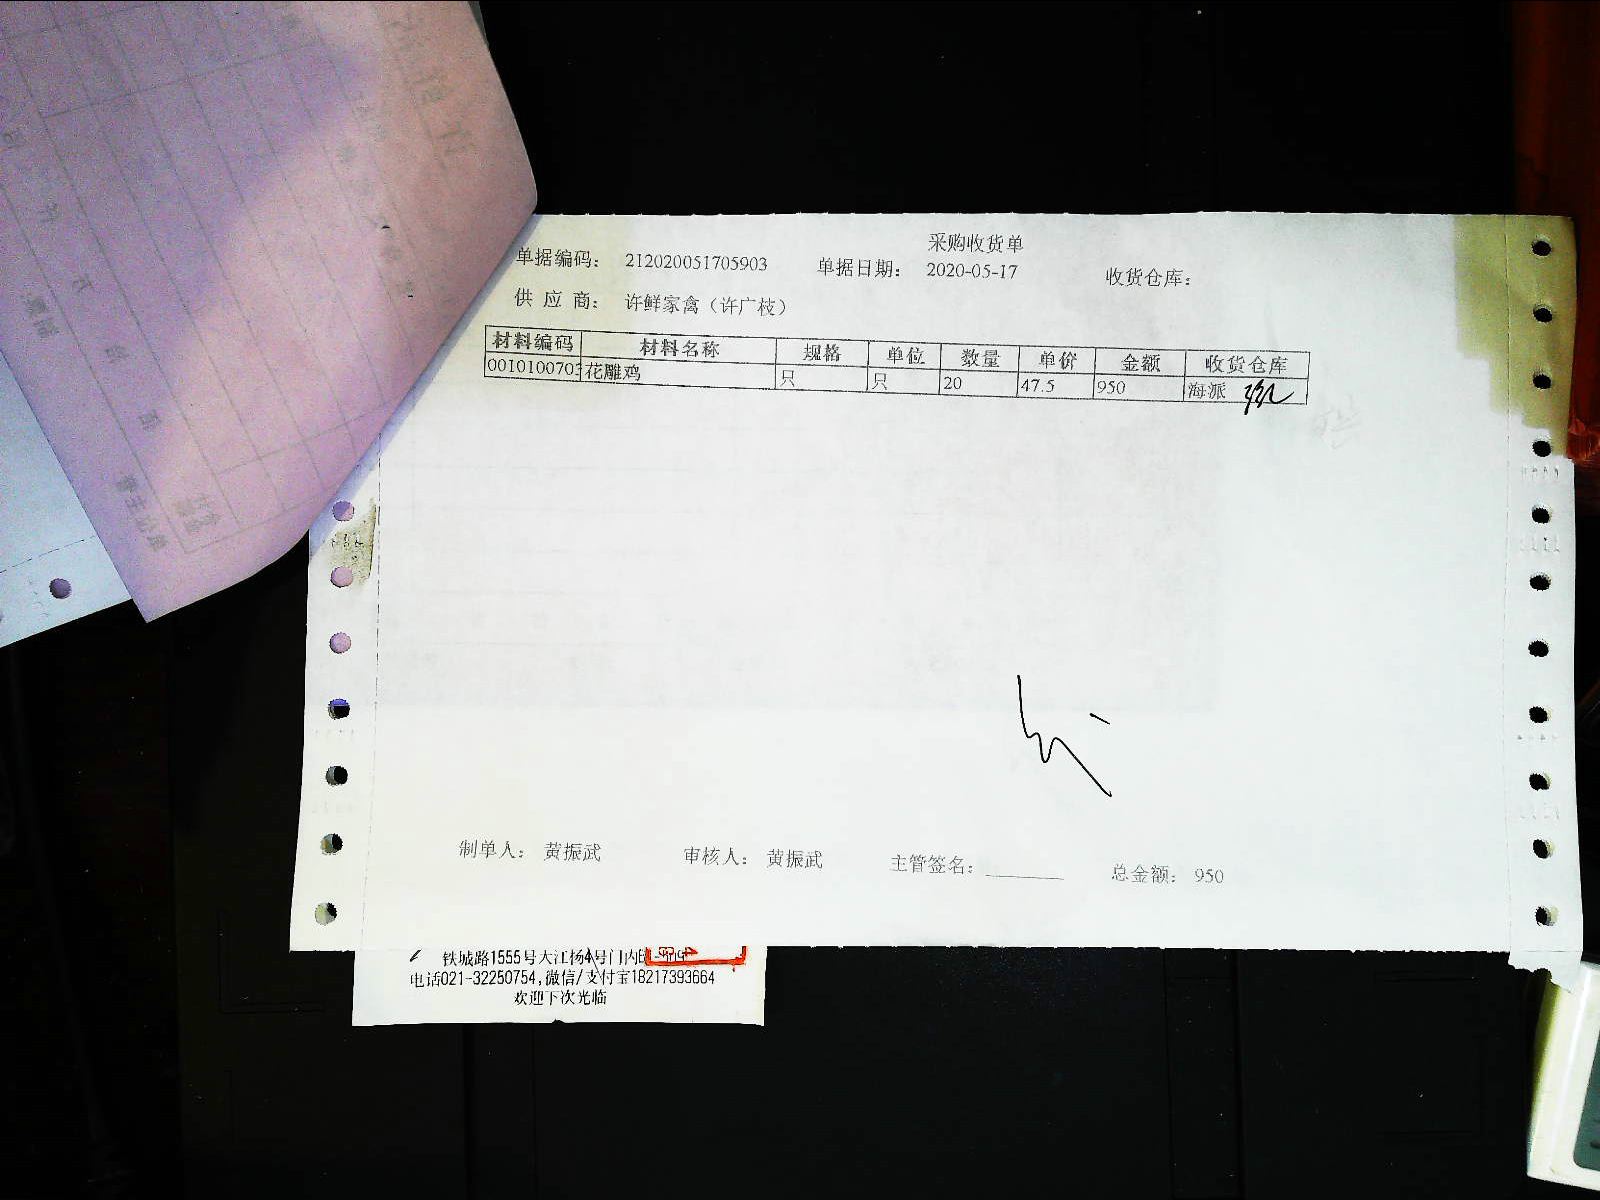 采购收货单
单据编码： 212020051705903 单据日期： 2020-05-17 收货仓库：
供 应 商： 许鲜家禽（许广枝）
材料编码 材料名称 规格 单位 数量 单价 金额 收货仓库
0010100703 花雕鸡 只 只 20 47.5 950 海派
制单人： 黄振武 审核人： 黄振武 主管签名： 总金额： 950
铁城路1555号大江杨4号门内
电话021-32250754,微信/支付宝18217393664
欢迎下次光临